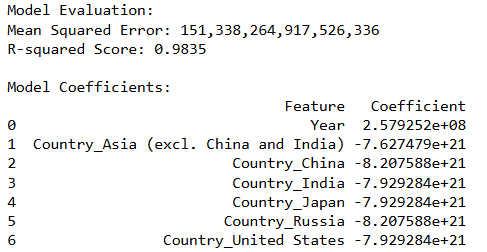 Model Evaluation:
Mean Squared Error: 151,338,264,917,526,336
R-squared Score: 0.9835
Model Coefficients:
Feature Coefficient
0 Year 2.579252e+08
1 Country_Asia (excl. China and India) -7.627479e+21
2 Country_China -8.207588e+21
3 Country_India -7.929284e+21
4 Country_Japan -7.929284e+21
5 Country_Russia -8.207588e+21
6 Country_United States -7.929284e+21